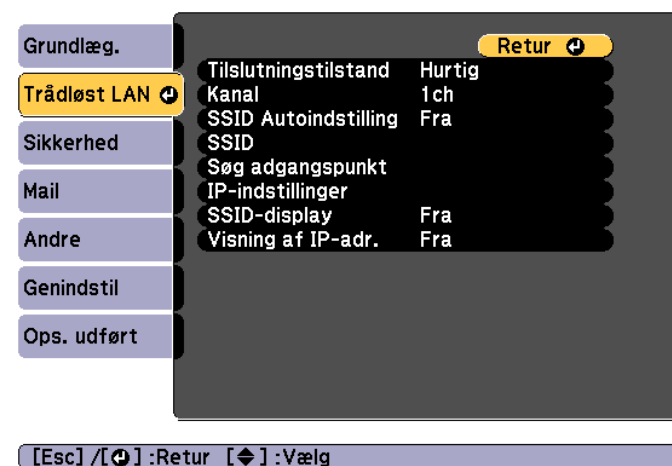 Grundlæg.
Trådløst LAN
Sikkerhed
Mail
Andre
Genindstil
Ops. udført
Retur
Tilslutningstilstand Hurtig
Kanal 1ch
SSID Autoindstilling Fra
SSID
Søg adgangspunkt
IP-indstillinger
SSID-display Fra
Visning af IP-adr. Fra
[Esc] /[⏎] :Retur [◆] :Vælg